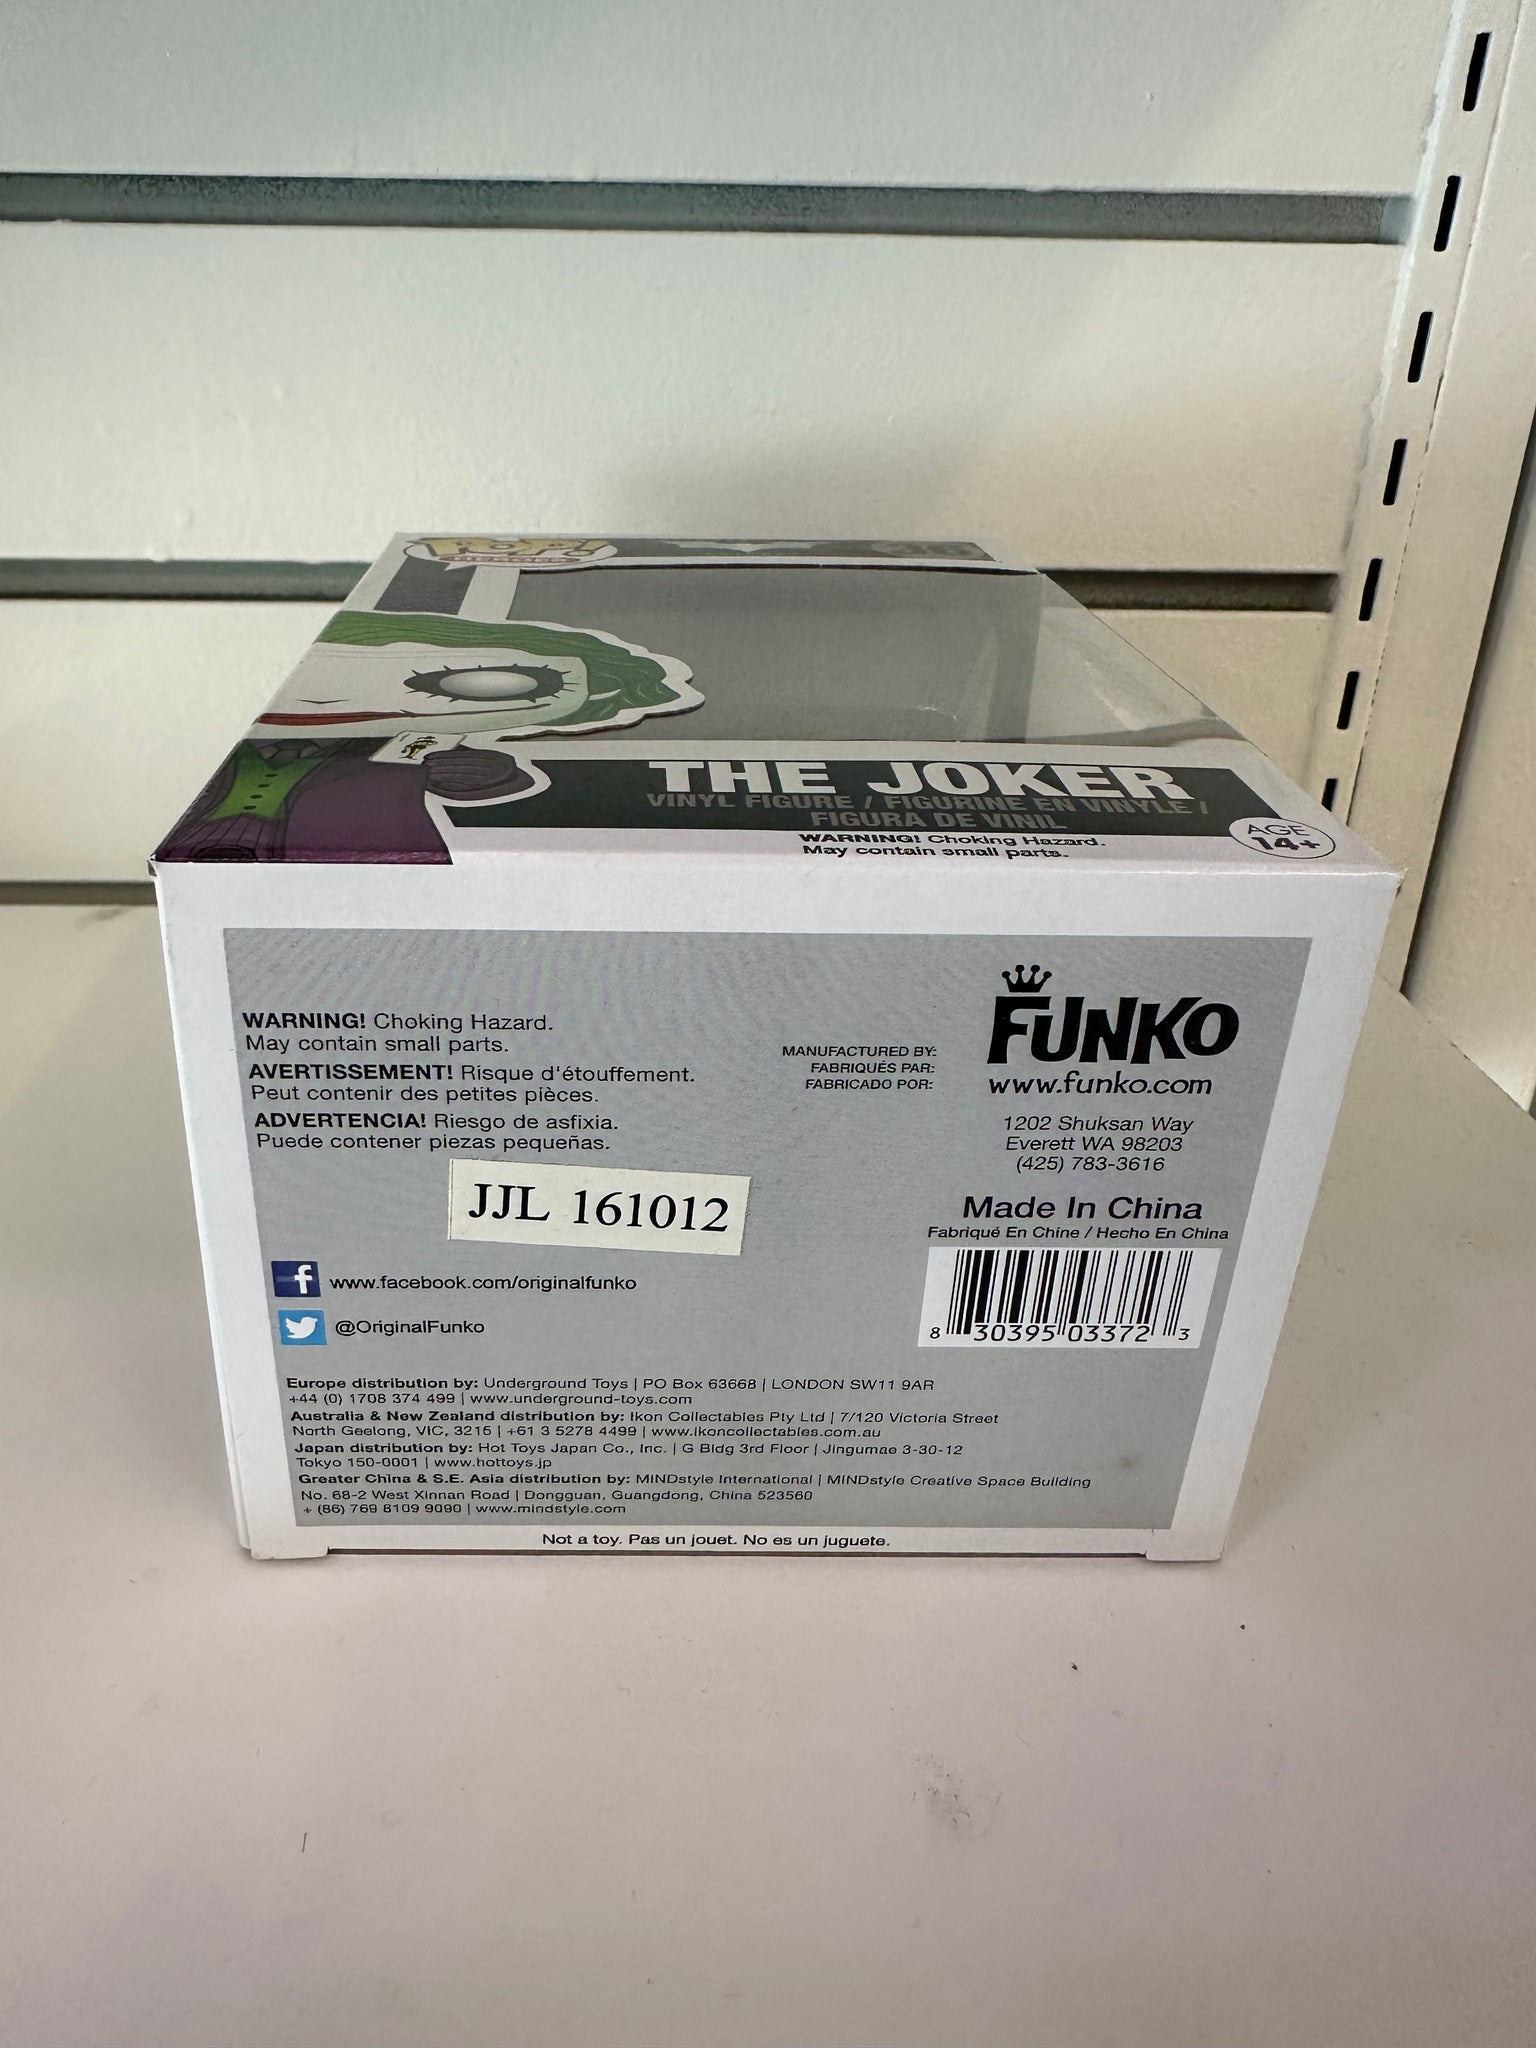 POP!
HEROES
36
THE JOKER
VINYL FIGURE / FIGURINE EN VINYLE /
FIGURA DE VINIL
WARNING! Choking Hazard.
May contain small parts.
AGE
14+
WARNING! Choking Hazard.
May contain small parts.
AVERTISSEMENT! Risque d'étouffement.
Peut contenir des petites pièces.
ADVERTENCIA! Riesgo de asfixia.
Puede contener piezas pequeñas.
MANUFACTURED BY:
FABRIQUÉS PAR:
FABRICADO POR:
FUNKO
www.funko.com
1202 Shuksan Way
Everett WA 98203
(425) 783-3616
Made In China
Fabriqué En Chine / Hecho En China
JJL 161012
8 30395 03372 3
f www.facebook.com/originalfunko
@OriginalFunko
Europe distribution by: Underground Toys | PO Box 63668 | LONDON SW11 9AR
+44 (0) 1708 374 499 | www.underground-toys.com
Australia & New Zealand distribution by: Ikon Collectables Pty Ltd | 7/120 Victoria Street
North Geelong, VIC, 3215 | +61 3 5278 4499 | www.ikoncollectables.com.au
Japan distribution by: Hot Toys Japan Co., Inc. | G Bldg 3rd Floor | Jingumae 3-30-12
Tokyo 150-0001 | www.hottoys.jp
Greater China & S.E. Asia distribution by: MINDstyle International | MINDstyle Creative Space Building
No. 68-2 West Xinnan Road | Dongguan, Guangdong, China 523560
+ (86) 769 8109 9090 | www.mindstyle.com
Not a toy. Pas un jouet. No es un juguete.